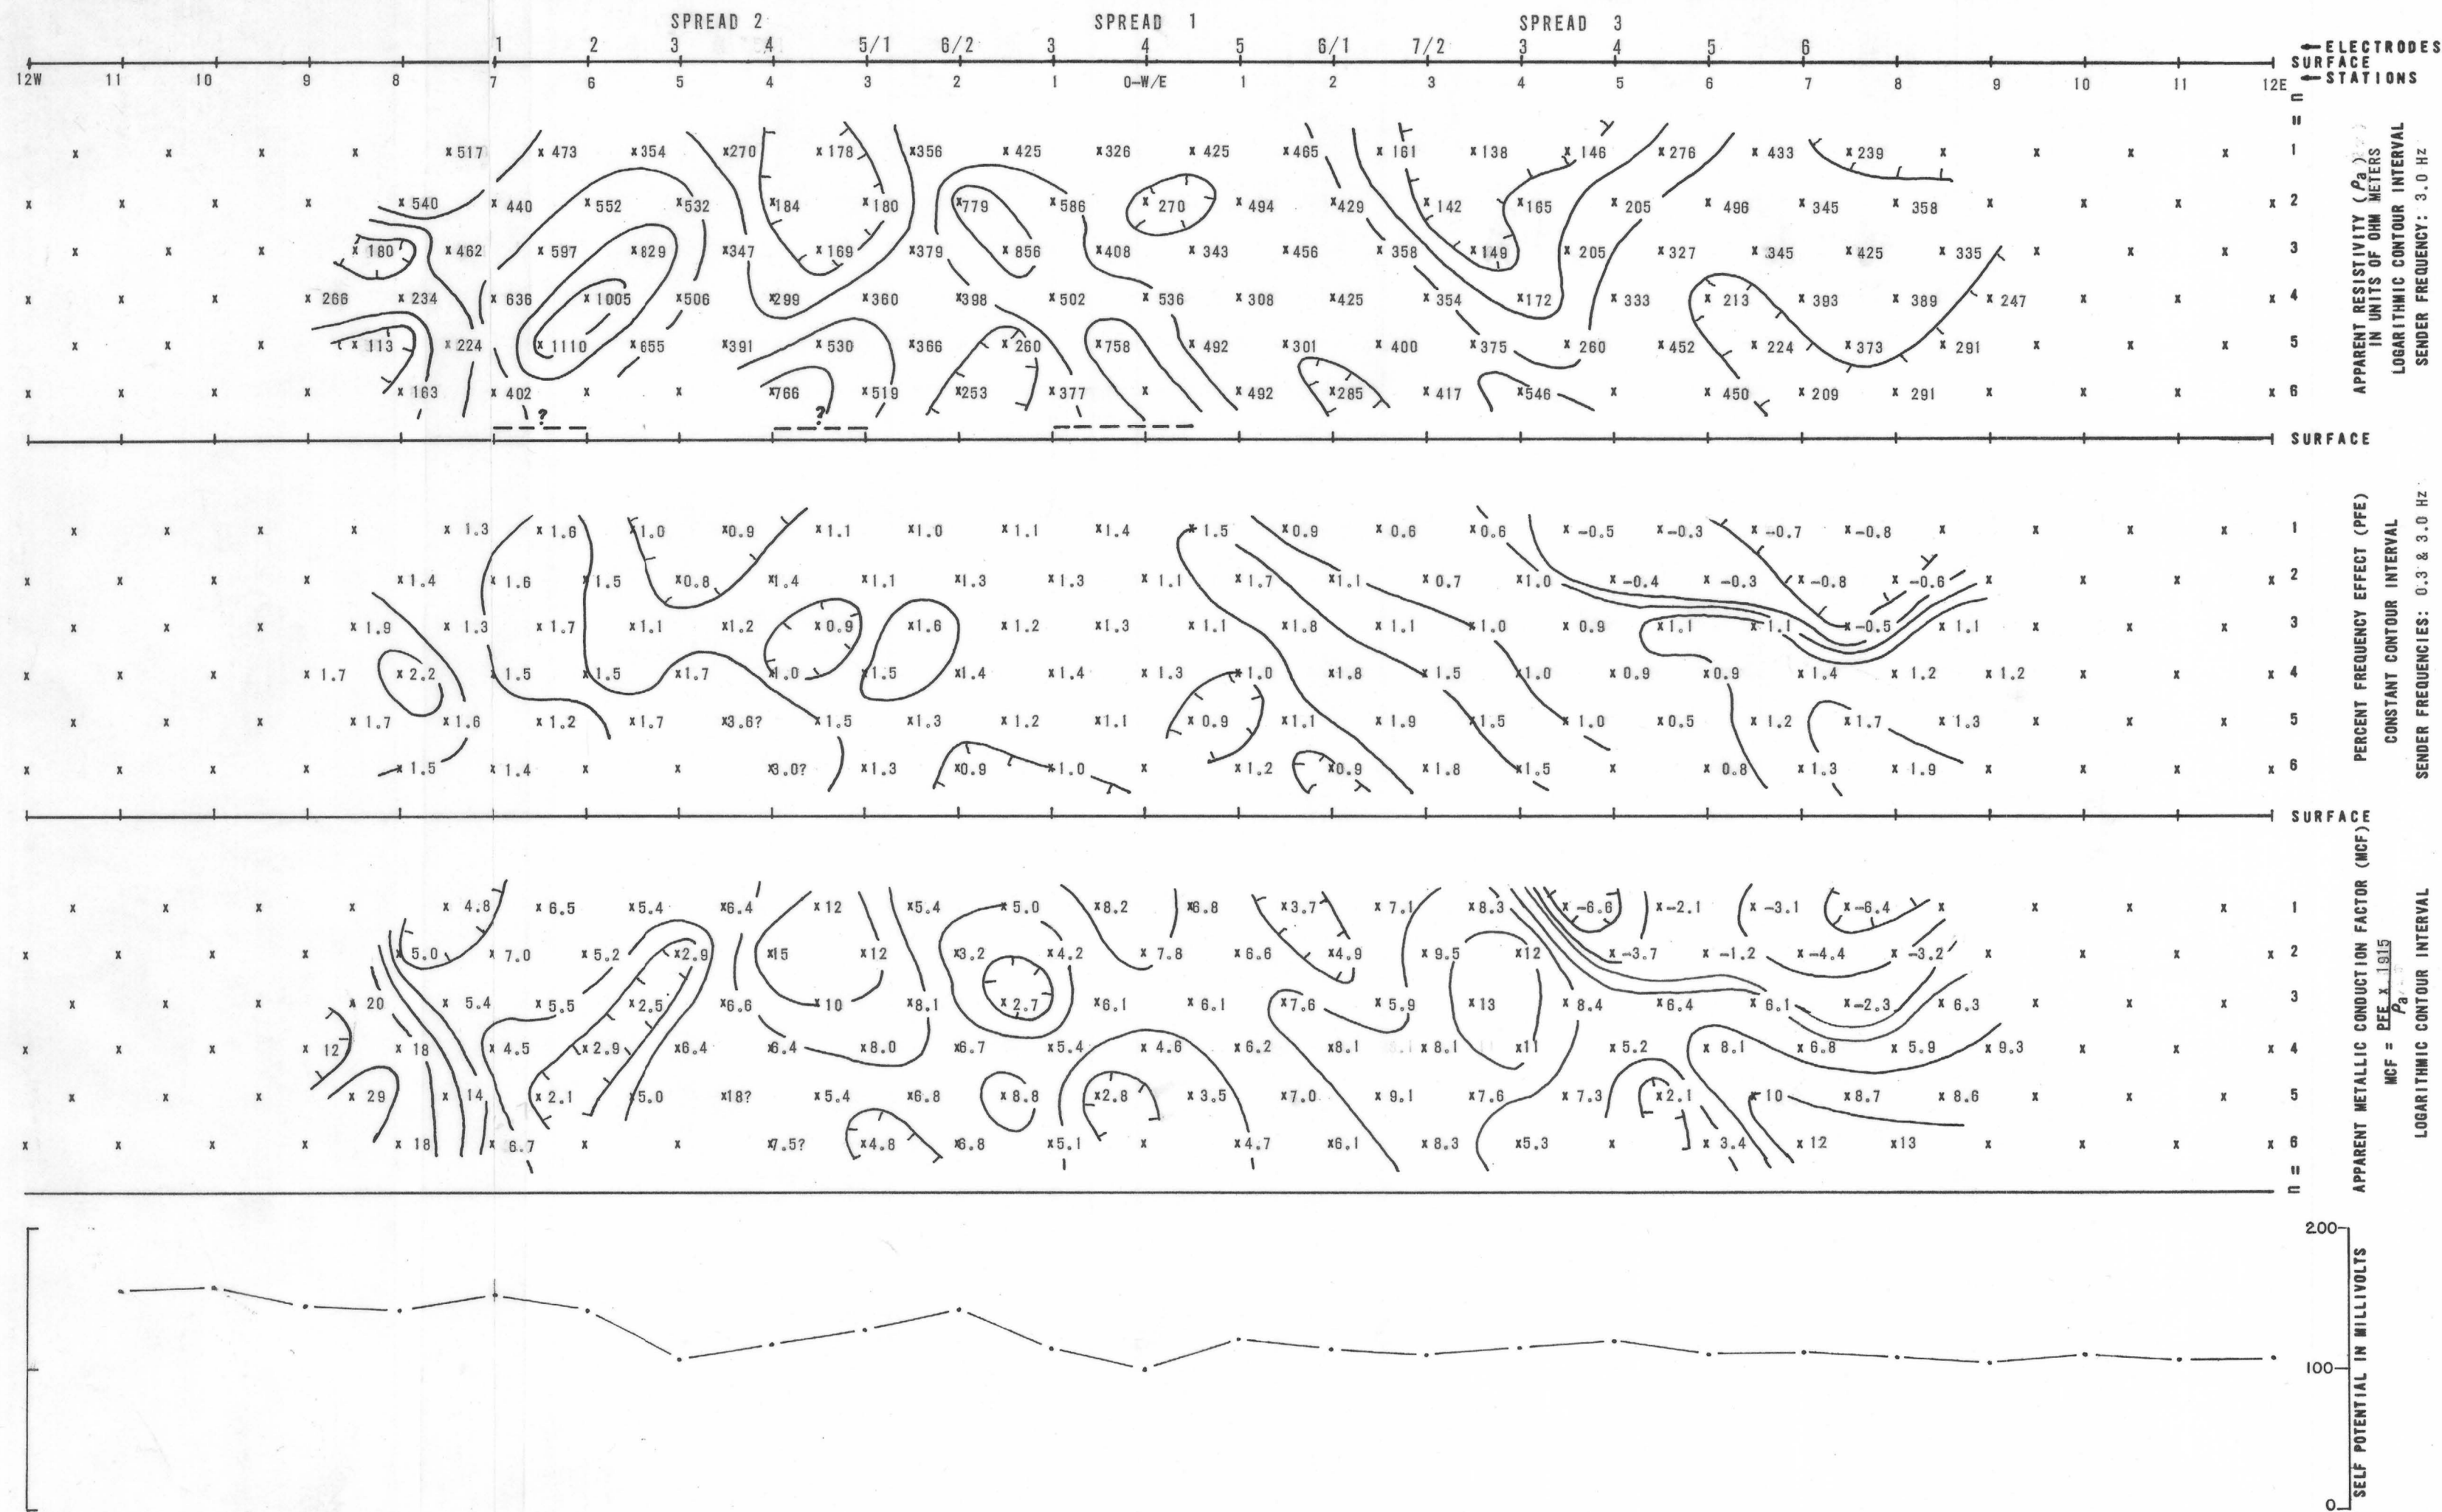 SPREAD 2 SPREAD 1 SPREAD 3
1 2 3 4 5/1 6/2 3 4 5 6/1 7/2 3 4 5 6 ←ELECTRODES
SURFACE
12W 11 10 9 8 7 6 5 4 3 2 1 0-W/E 1 2 3 4 5 6 7 8 9 10 11 12E ←STATIONS
n =
x x x x x 517 x 473 x 354 x 270 x 178 x 356 x 425 x 326 x 425 x 465 x 161 x 138 x 146 x 276 x 433 x 239 x x x x 1
x x x x x 540 x 440 x 552 x 532 x 184 x 180 x 779 x 586 x 270 x 494 x 429 x 142 x 165 x 205 x 496 x 345 x 358 x x x x 2
x x x x 180 x 462 x 597 x 829 x 347 x 169 x 379 x 856 x 408 x 343 x 456 x 358 x 149 x 205 x 327 x 345 x 425 x 335 x x x 3
x x x x 266 x 234 x 636 x 1005 x 506 x 299 x 360 x 398 x 502 x 536 x 308 x 425 x 354 x 172 x 333 x 213 x 393 x 389 x 247 x x x 4
x x x x 113 x 224 x 1110 x 655 x 391 x 530 x 366 x 260 x 758 x 492 x 301 x 400 x 375 x 260 x 452 x 224 x 373 x 291 x x x 5
x x x x x 163 x 402 x x x 766 x 519 x 253 x 377 x x 492 x 285 x 417 x 546 x x 450 x 209 x 291 x x x x 6
? ?
APPARENT RESISTIVITY (ρa)
IN UNITS OF OHM METERS
LOGARITHMIC CONTOUR INTERVAL
SENDER FREQUENCY: 3.0 Hz
SURFACE
x x x x x 1.3 x 1.6 x 1.0 x 0.9 x 1.1 x 1.0 x 1.1 x 1.4 x 1.5 x 0.9 x 0.6 x 0.6 x -0.5 x -0.3 x -0.7 x -0.8 x x x x 1
x x x x x 1.4 x 1.6 x 1.5 x 0.8 x 1.4 x 1.1 x 1.3 x 1.3 x 1.1 x 1.7 x 1.1 x 0.7 x 1.0 x -0.4 x -0.3 x -0.8 x -0.6 x x x x 2
x x x x 1.9 x 1.3 x 1.7 x 1.1 x 1.2 x 0.9 x 1.6 x 1.2 x 1.3 x 1.1 x 1.8 x 1.1 x 1.0 x 0.9 x 1.1 x 1.1 x -0.5 x 1.1 x x x 3
x x x x 1.7 x 2.2 x 1.5 x 1.5 x 1.7 x 1.0 x 1.5 x 1.4 x 1.4 x 1.3 x 1.0 x 1.8 x 1.5 x 1.0 x 0.9 x 0.9 x 1.4 x 1.2 x 1.2 x x x 4
x x x x 1.7 x 1.6 x 1.2 x 1.7 x 3.6? x 1.5 x 1.3 x 1.2 x 1.1 x 0.9 x 1.1 x 1.9 x 1.5 x 1.0 x 0.5 x 1.2 x 1.7 x 1.3 x x x 5
x x x x x 1.5 x 1.4 x x x 3.0? x 1.3 x 0.9 x 1.0 x x 1.2 x 0.9 x 1.8 x 1.5 x x 0.8 x 1.3 x 1.9 x x x x 6
PERCENT FREQUENCY EFFECT (PFE)
CONSTANT CONTOUR INTERVAL
SENDER FREQUENCIES: 0.3 & 3.0 Hz
SURFACE
x x x x x 4.8 x 6.5 x 5.4 x 6.4 x 12 x 5.4 x 5.0 x 8.2 x 6.8 x 3.7 x 7.1 x 8.3 x -6.6 x -2.1 x -3.1 x -6.4 x x x x 1
x x x x x 5.0 x 7.0 x 5.2 x 2.9 x 15 x 12 x 3.2 x 4.2 x 7.8 x 6.6 x 4.9 x 9.5 x 12 x -3.7 x -1.2 x -4.4 x -3.2 x x x x 2
x x x x 20 x 5.4 x 5.5 x 2.5 x 6.6 x 10 x 8.1 x 2.7 x 6.1 x 6.1 x 7.6 x 5.9 x 13 x 8.4 x 6.4 x 6.1 x -2.3 x 6.3 x x x 3
x x x x 12 x 18 x 4.5 x 2.9 x 6.4 x 6.4 x 8.0 x 6.7 x 5.4 x 4.6 x 6.2 x 8.1 x 8.1 x 11 x 5.2 x 8.1 x 6.8 x 5.9 x 9.3 x x x 4
x x x x 29 x 14 x 2.1 x 5.0 x 18? x 5.4 x 6.8 x 8.8 x 2.8 x 3.5 x 7.0 x 9.1 x 7.6 x 7.3 x 2.1 x 10 x 8.7 x 8.6 x x x 5
x x x x x 18 x 6.7 x x x 7.5? x 4.8 x 6.8 x 5.1 x x 4.7 x 6.1 x 8.3 x 5.3 x x 3.4 x 12 x 13 x x x x 6
n =
APPARENT METALLIC CONDUCTION FACTOR (MCF)
MCF = PFE x 1915
ρa
LOGARITHMIC CONTOUR INTERVAL
200
100
0
SELF POTENTIAL IN MILLIVOLTS